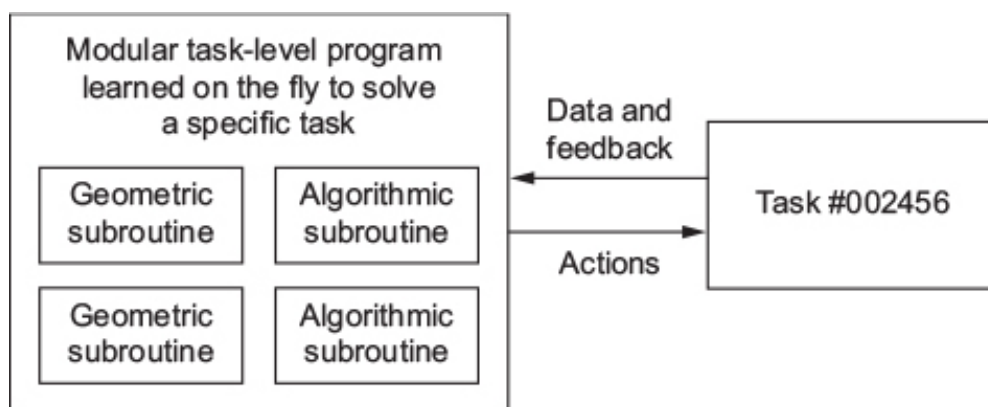 Modular task-level program
learned on the fly to solve
a specific task
Data and
feedback
Geometric
subroutine
Algorithmic
subroutine
Task #002456
Actions
Geometric
subroutine
Algorithmic
subroutine